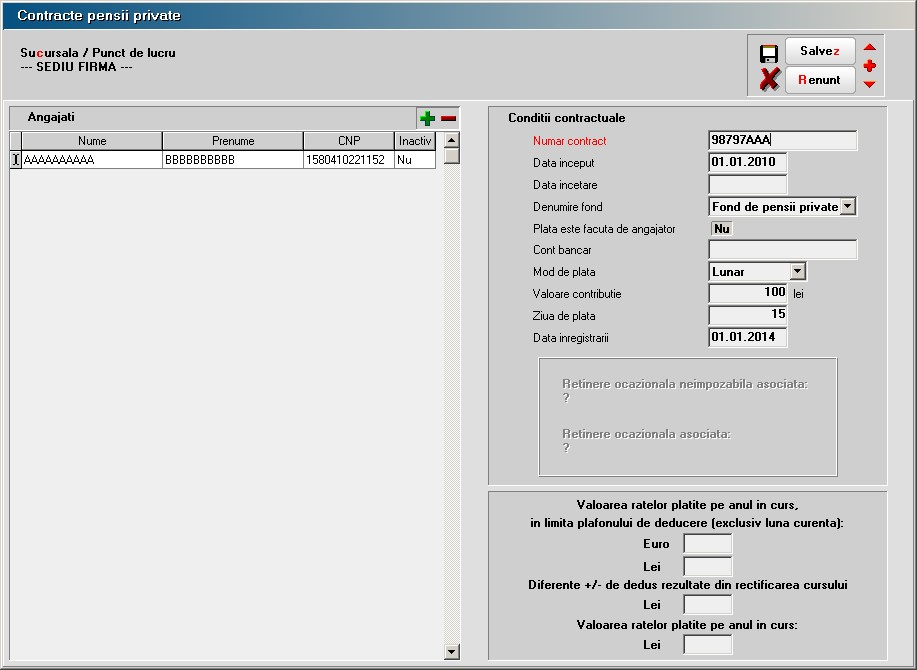 Contracte pensii private
Sucursala / Punct de lucru
--- SEDIU FIRMA ---
Salvez
Renunt
Angajati
Nume Prenume CNP Inactiv
AAAAAAAAAA BBBBBBBBBB 1580410221152 Nu
Conditii contractuale
Numar contract 98797AAA
Data inceput 01.01.2010
Data incetare
Denumire fond Fond de pensii private
Plata este facuta de angajator Nu
Cont bancar
Mod de plata Lunar
Valoare contributie 100 lei
Ziua de plata 15
Data inregistrarii 01.01.2014
Retinere ocazionala neimpozabila asociata:
?
Retinere ocazionala asociata:
?
Valoarea ratelor platite pe anul in curs,
in limita plafonului de deducere (exclusiv luna curenta):
Euro
Lei
Diferente +/- de dedus rezultate din rectificarea cursului
Lei
Valoarea ratelor platite pe anul in curs:
Lei